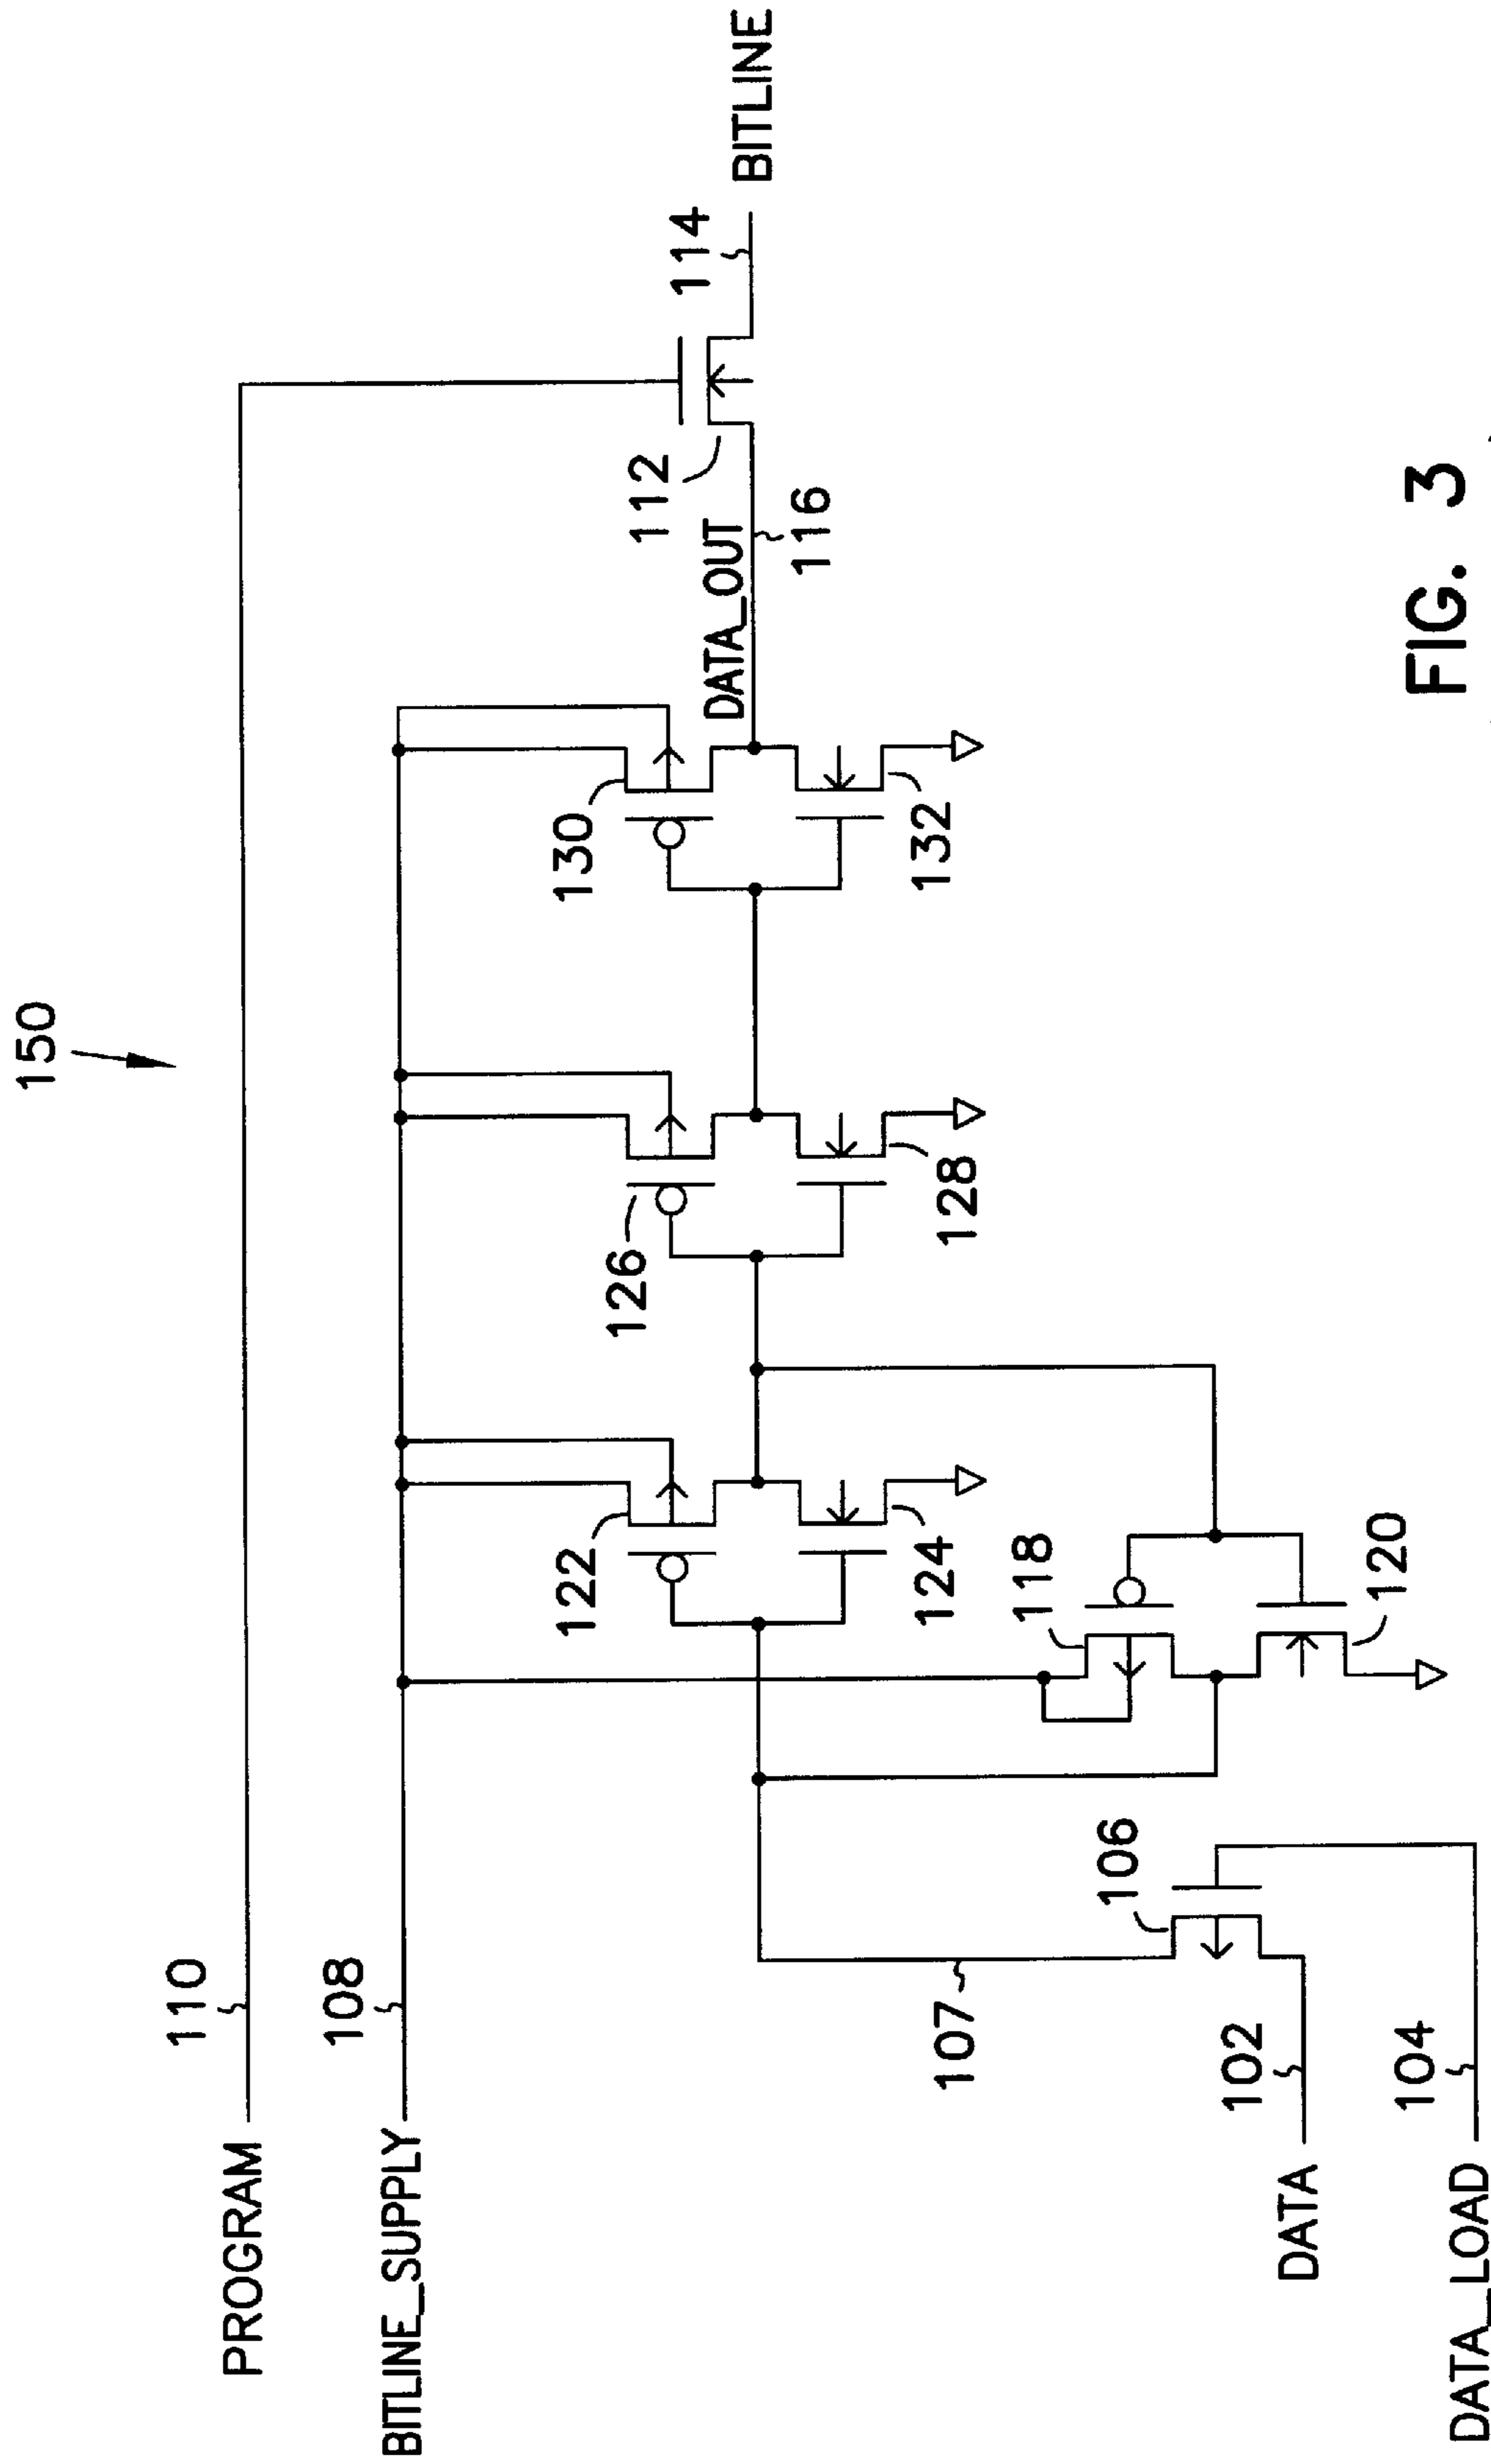 150
110
PROGRAM
108
BITLINE_SUPPLY
122
126
130
112
114
BITLINE
DATA_OUT
116
124
128
132
107
106
118
120
102
DATA
104
DATA_LOAD
FIG. 3